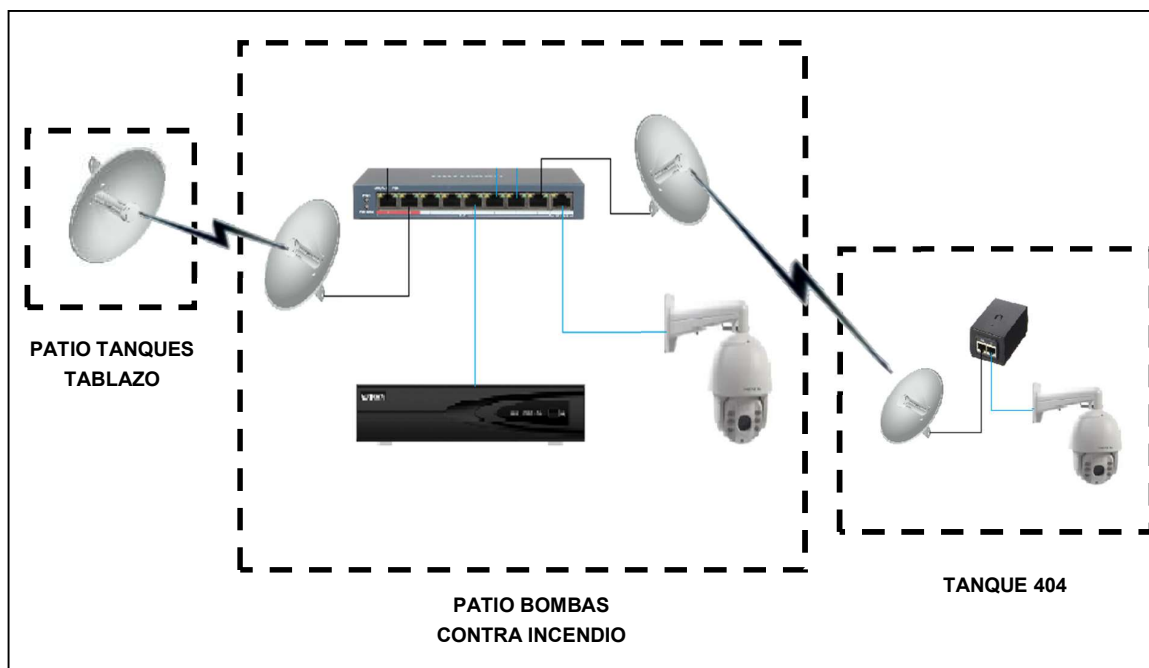 PATIO TANQUES
TABLAZO
PATIO BOMBAS
CONTRA INCENDIO
TANQUE 404